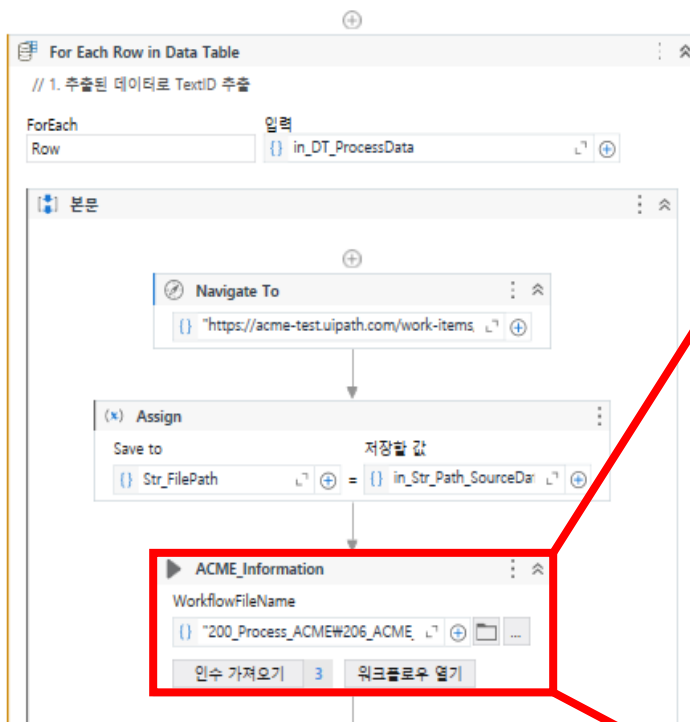 For Each Row in Data Table
// 1. 추출된 데이터로 TextID 추출
ForEach 입력
Row {} in_DT_ProcessData
본문
Navigate To
{} "https://acme-test.uipath.com/work-items,
(x) Assign
Save to 저장할 값
{} Str_FilePath = {} in_Str_Path_SourceDat
ACME_Information
WorkflowFileName
{} "200_Process_ACME₩206_ACME_ ...
인수 가져오기 3 워크플로우 열기